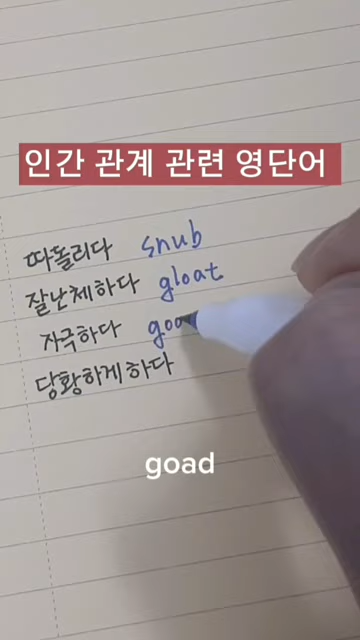 인간 관계 관련 영단어
따돌리다 snub
잘난체하다 gloat
자극하다 goa
당황하게 하다
goad